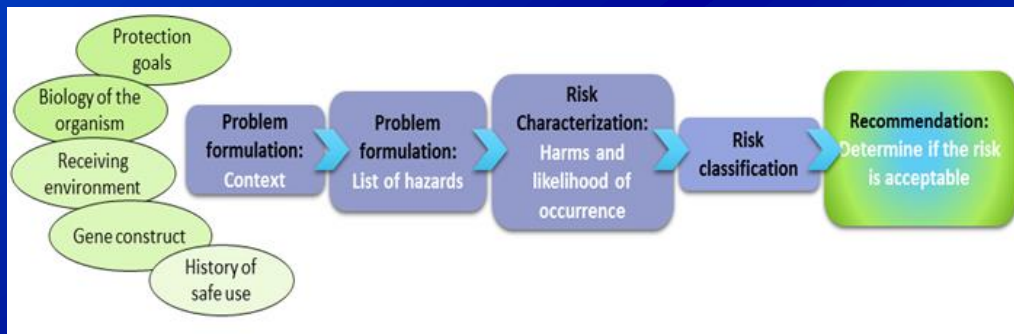 Protection
goals
Biology of the
organism
Receiving
environment
Gene construct
History of
safe use
Problem
formulation:
Context
Problem
formulation:
List of hazards
Risk
Characterization:
Harms and
likelihood of
occurrence
Risk
classification
Recommendation:
Determine if the risk
is acceptable